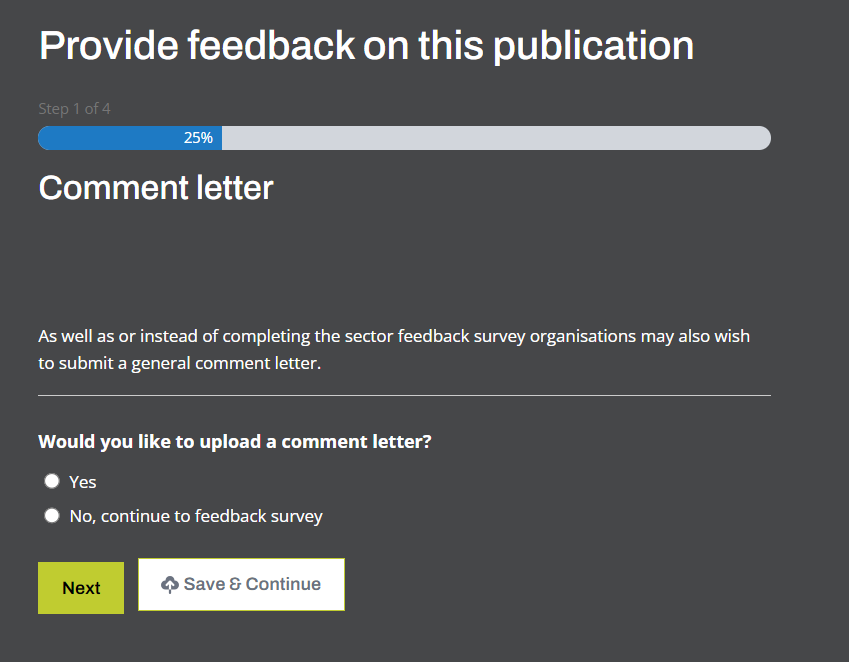 Provide feedback on this publication
Step 1 of 4
25%
Comment letter
As well as or instead of completing the sector feedback survey organisations may also wish
to submit a general comment letter.
Would you like to upload a comment letter?
Yes
No, continue to feedback survey
Next
Save & Continue